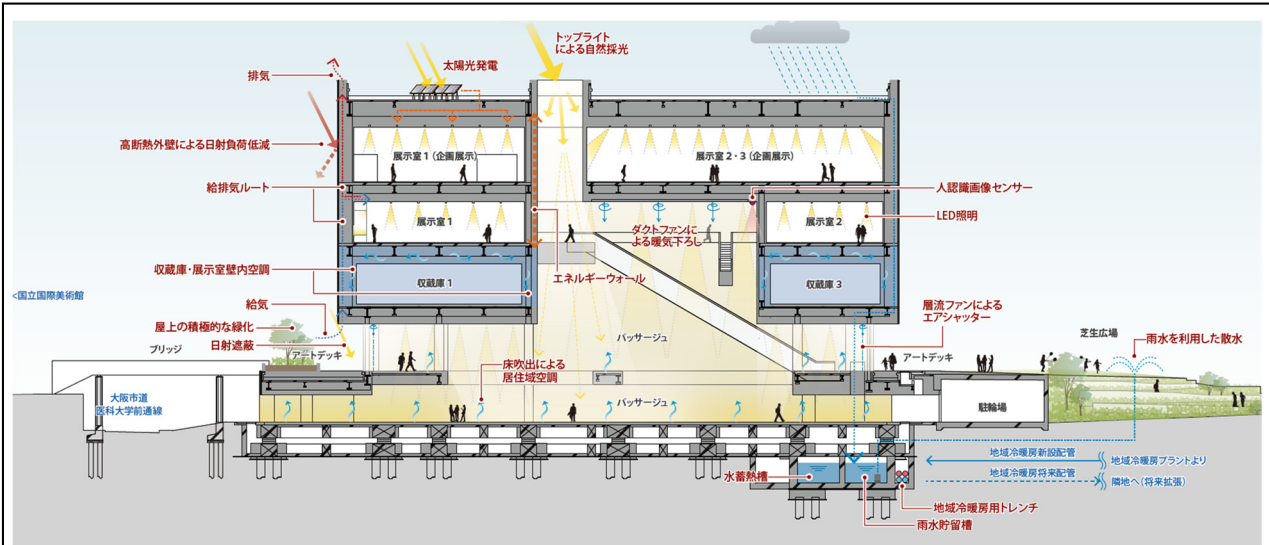 トップライト
による自然採光
太陽光発電
排気
高断熱外壁による日射負荷低減
展示室1(企画展示)
展示室2・3(企画展示)
給排気ルート
人認識画像センサー
展示室1
展示室2
LED照明
ダクトファンに
よる暖気下ろし
収蔵庫・展示室壁内空調
エネルギーウォール
収蔵庫1
収蔵庫3
<国立国際美術館
給気
層流ファンによる
エアシャッター
屋上の積極的な緑化
芝生広場
雨水を利用した散水
日射遮蔽
パッサージュ
ブリッジ
アートデッキ
アートデッキ
床吹出による
居住域空調
大阪市道
医科大学前通線
パッサージュ
駐輪場
地域冷暖房新設配管
地域冷暖房プラントより
水蓄熱槽
地域冷暖房将来配管
隣地へ(将来拡張)
地域冷暖房用トレンチ
雨水貯留槽